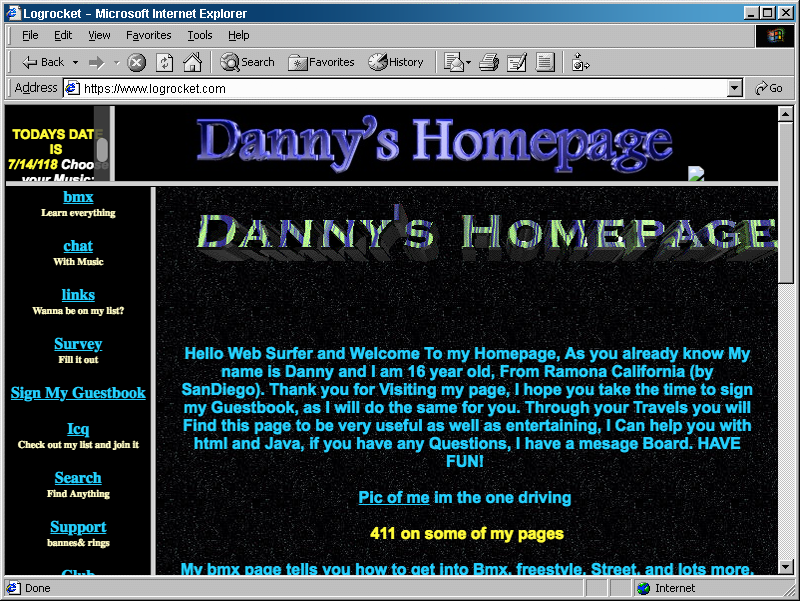 Logrocket - Microsoft Internet Explorer
File Edit View Favorites Tools Help
Back Search Favorites History
Address https://www.logrocket.com Go
TODAYS DATE
IS
7/14/118 Choose
your Music:
Danny's Homepage
bmx
Learn everything
chat
With Music
links
Wanna be on my list?
Survey
Fill it out
Sign My Guestbook
Icq
Check out my list and join it
Search
Find Anything
Support
bannes& rings
Club
DANNY'S HOMEPAGE
Hello Web Surfer and Welcome To my Homepage, As you already know My
name is Danny and I am 16 year old, From Ramona California (by
SanDiego). Thank you for Visiting my page, I hope you take the time to sign
my Guestbook, as I will do the same for you. Through your Travels you will
Find this page to be very useful as well as entertaining, I Can help you with
html and Java, if you have any Questions, I have a mesage Board. HAVE
FUN!
Pic of me im the one driving
411 on some of my pages
My bmx page tells you how to get into Bmx, freestyle, Street, and lots more.
Done Internet